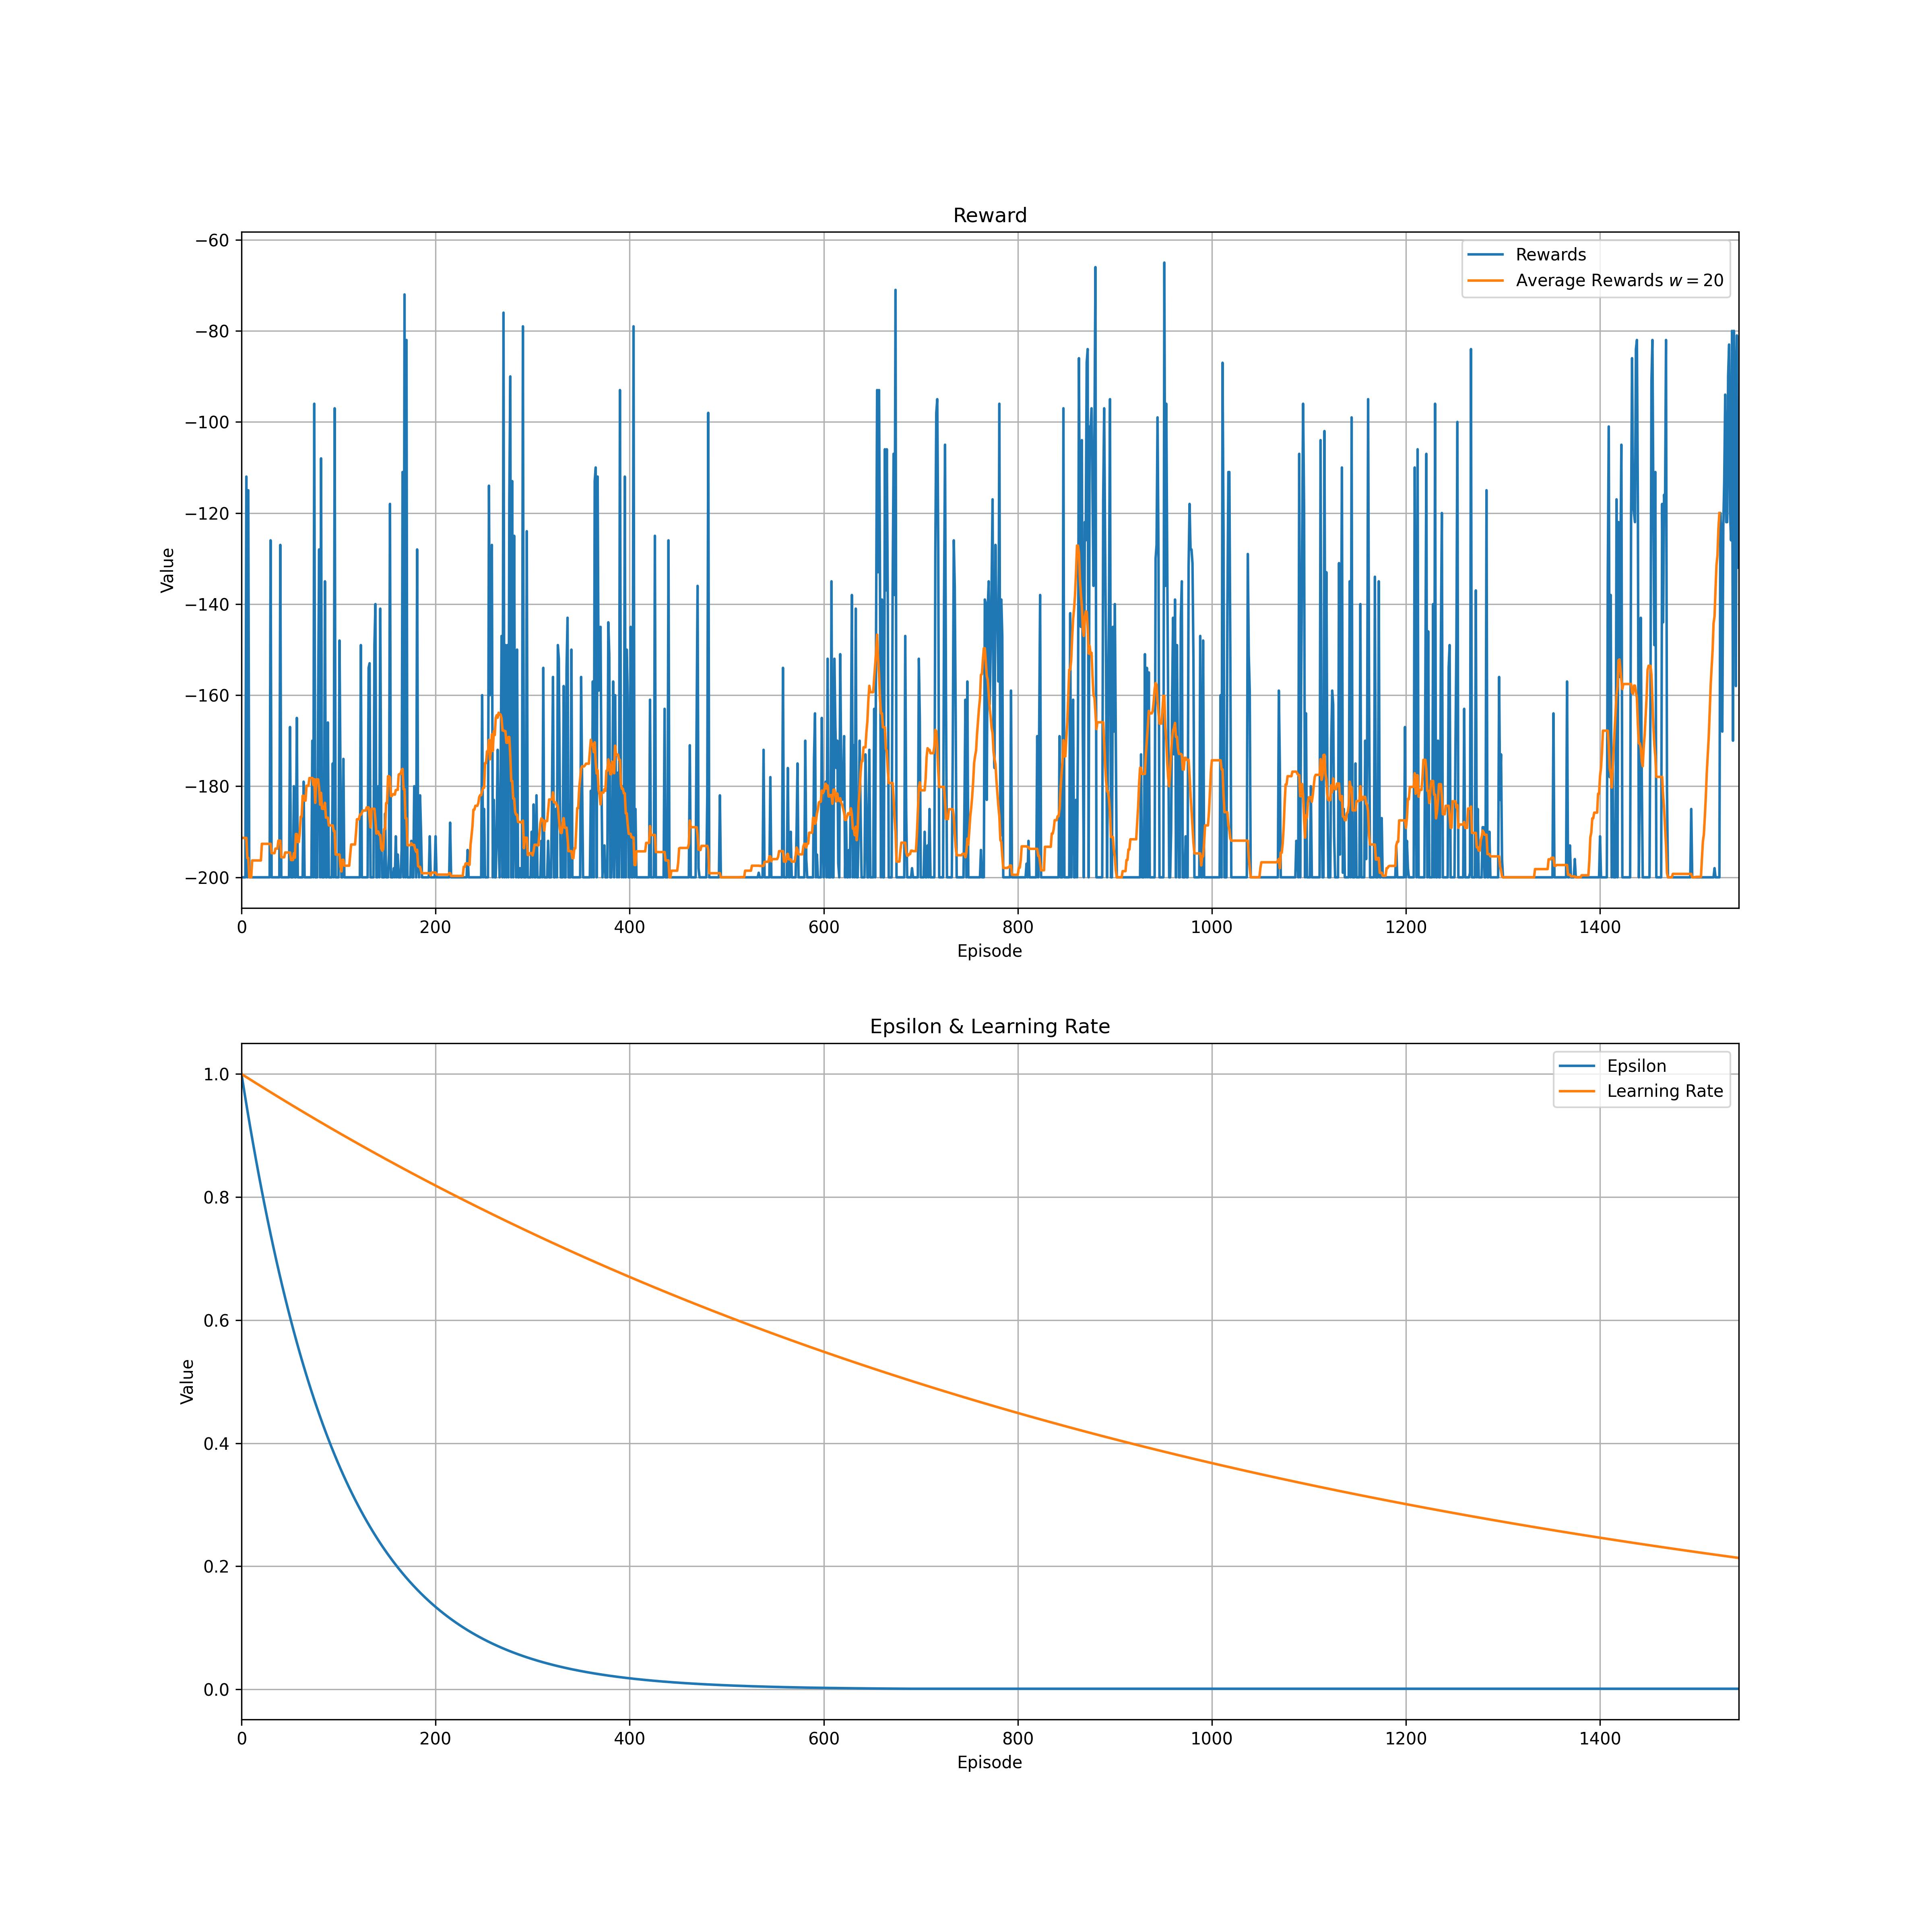 Reward
−60
−80
−100
−120
−140
−160
−180
−200
Value
Rewards
Average Rewards w = 20
0 200 400 600 800 1000 1200 1400
Episode
Epsilon & Learning Rate
1.0
0.8
0.6
0.4
0.2
0.0
Value
Epsilon
Learning Rate
0 200 400 600 800 1000 1200 1400
Episode